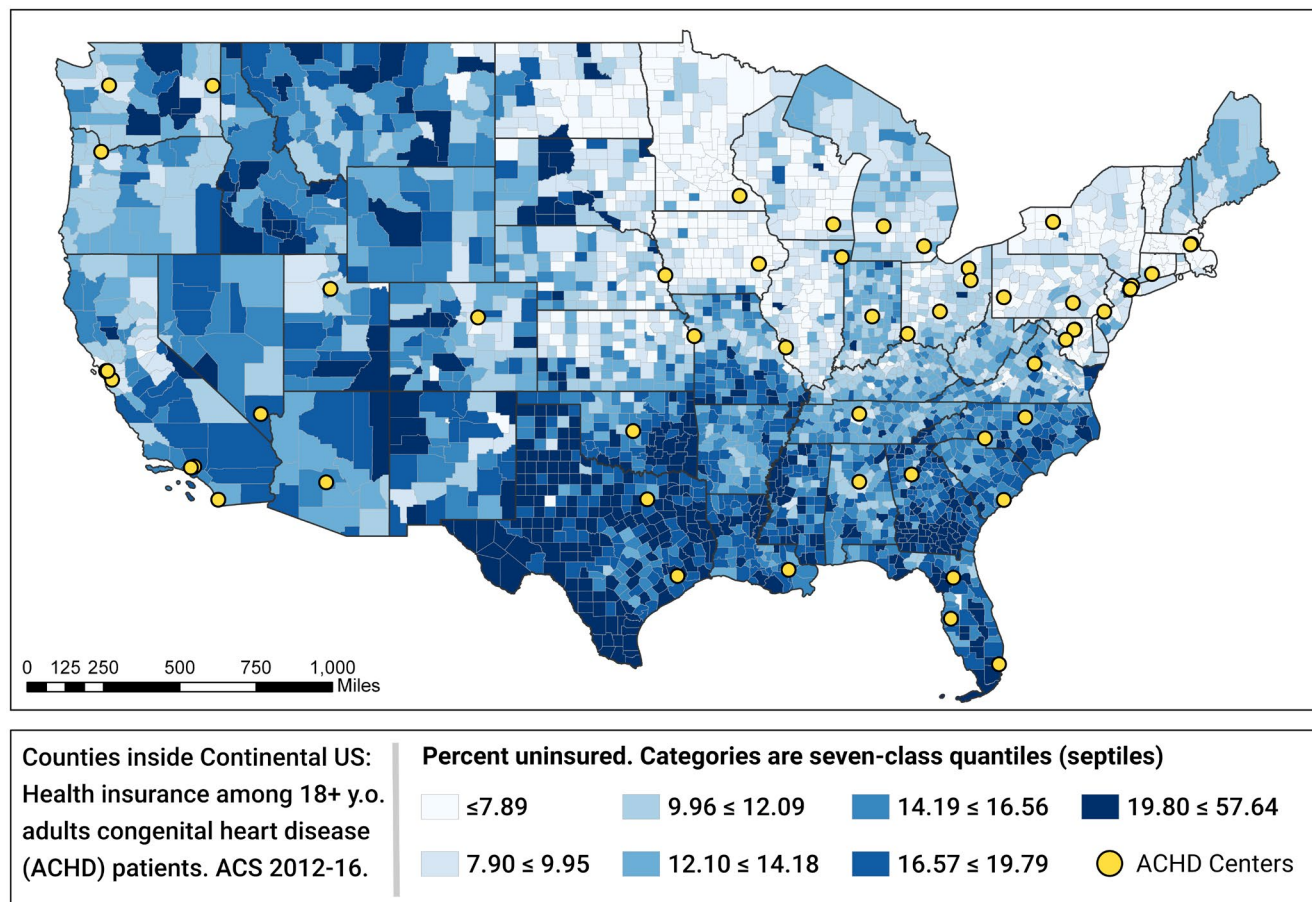 0 125 250 500 750 1,000
Miles
Counties inside Continental US:
Health insurance among 18+ y.o.
adults congenital heart disease
(ACHD) patients. ACS 2012-16.
Percent uninsured. Categories are seven-class quantiles (septiles)
≤7.89
9.96 ≤ 12.09
14.19 ≤ 16.56
19.80 ≤ 57.64
7.90 ≤ 9.95
12.10 ≤ 14.18
16.57 ≤ 19.79
ACHD Centers